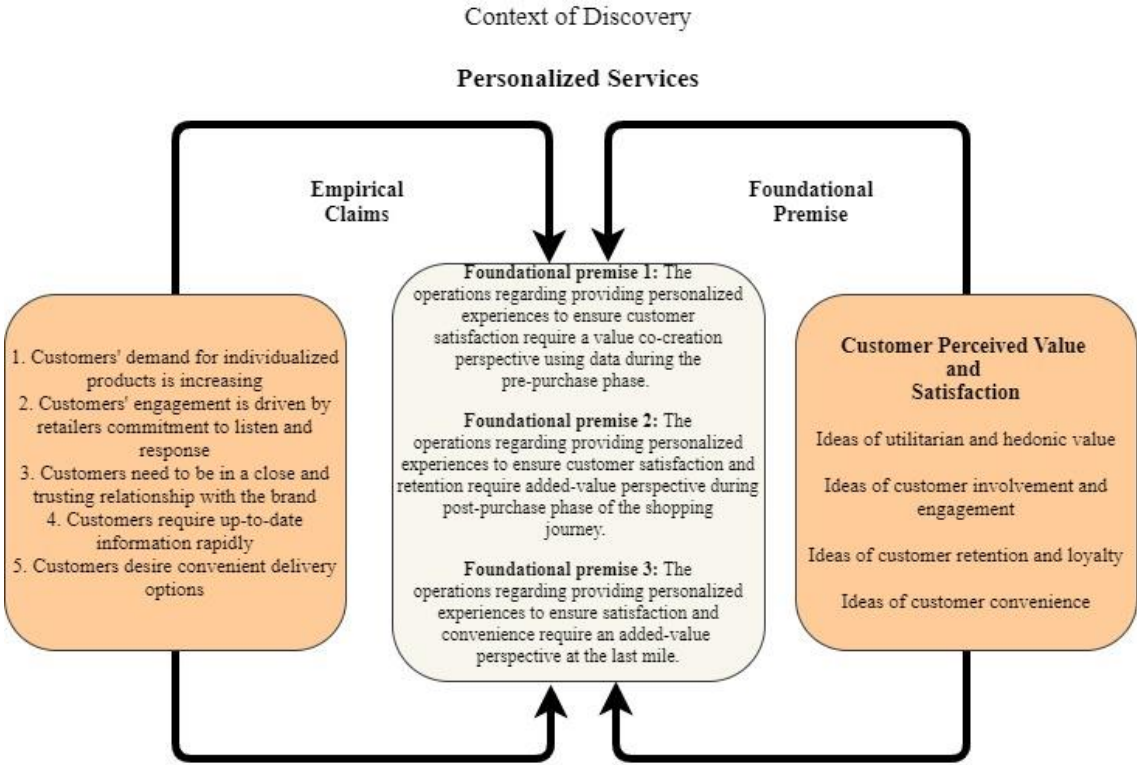 Context of Discovery
Personalized Services
Empirical
Claims
Foundational
Premise
1. Customers' demand for individualized
products is increasing
2. Customers' engagement is driven by
retailers commitment to listen and
response
3. Customers need to be in a close and
trusting relationship with the brand
4. Customers require up-to-date
information rapidly
5. Customers desire convenient delivery
options
Foundational premise 1: The
operations regarding providing personalized
experiences to ensure customer
satisfaction require a value co-creation
perspective using data during the
pre-purchase phase.
Foundational premise 2: The
operations regarding providing personalized
experiences to ensure customer satisfaction and
retention require added-value perspective during
post-purchase phase of the shopping
journey.
Foundational premise 3: The
operations regarding providing personalized
experiences to ensure satisfaction and
convenience require an added-value
perspective at the last mile.
Customer Perceived Value
and
Satisfaction
Ideas of utilitarian and hedonic value
Ideas of customer involvement and
engagement
Ideas of customer retention and loyalty
Ideas of customer convenience